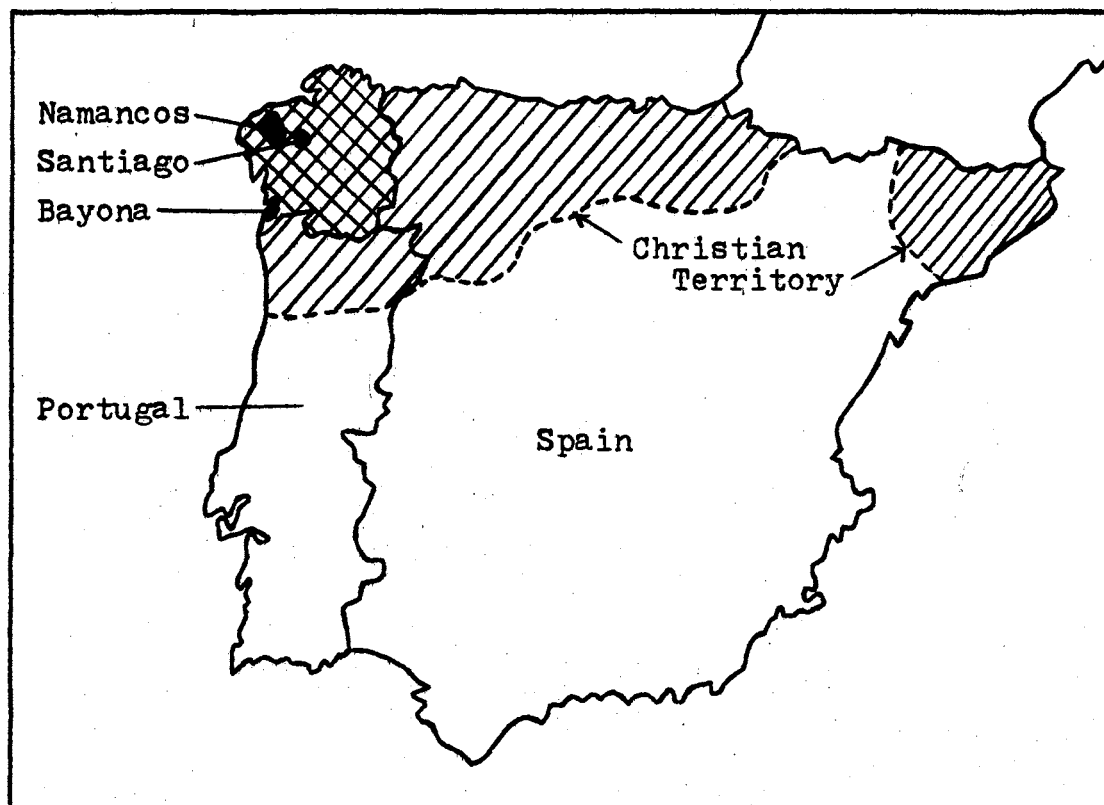 Namancos
Santiago
Bayona
Christian
Territory
Portugal
Spain